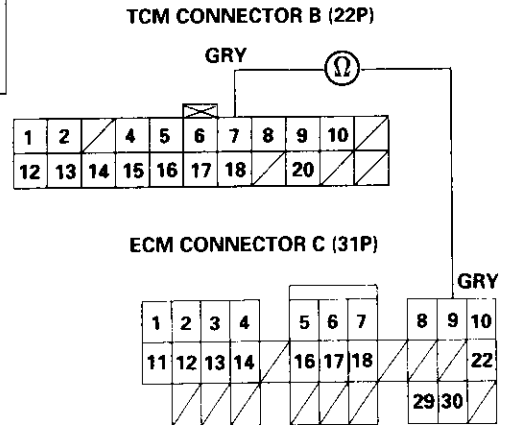 TCM CONNECTOR B (22P)
GRY
Ω
1 2 4 5 6 7 8 9 10
12 13 14 15 16 17 18 20
ECM CONNECTOR C (31P)
GRY
1 2 3 4 5 6 7 8 9 10
11 12 13 14 16 17 18 22
29 30